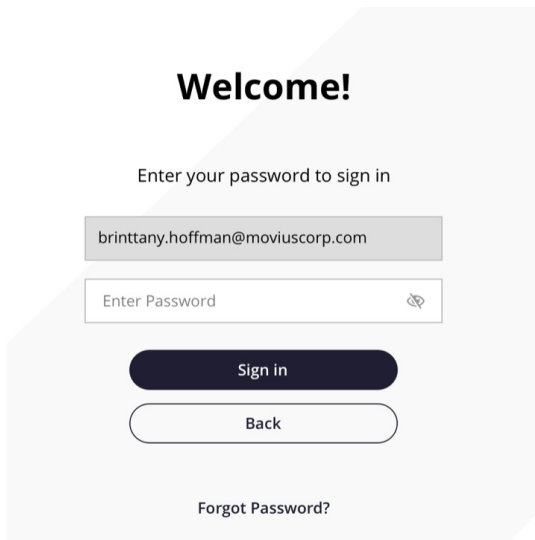 Welcome!
Enter your password to sign in
brinttany.hoffman@moviuscorp.com
Enter Password
Sign in
Back
Forgot Password?